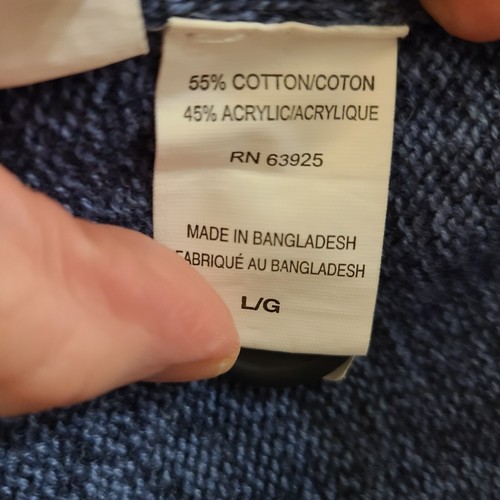 55% COTTON/COTON
45% ACRYLIC/ACRYLIQUE
RN 63925
MADE IN BANGLADESH
FABRIQUÉ AU BANGLADESH
L/G